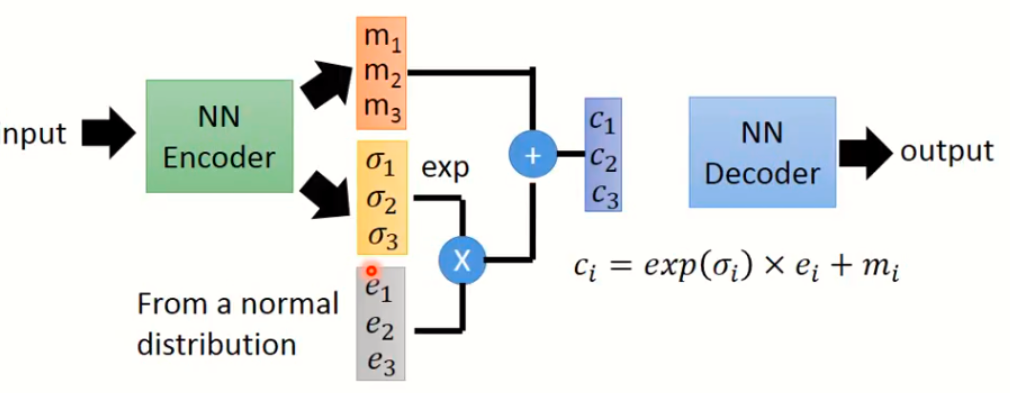 input
NN
Encoder
m₁
m₂
m₃
σ₁
σ₂
σ₃
exp
From a normal
distribution
e₁
e₂
e₃
X
+
c₁
c₂
c₃
NN
Decoder
output
cᵢ = exp(σᵢ) × eᵢ + mᵢ